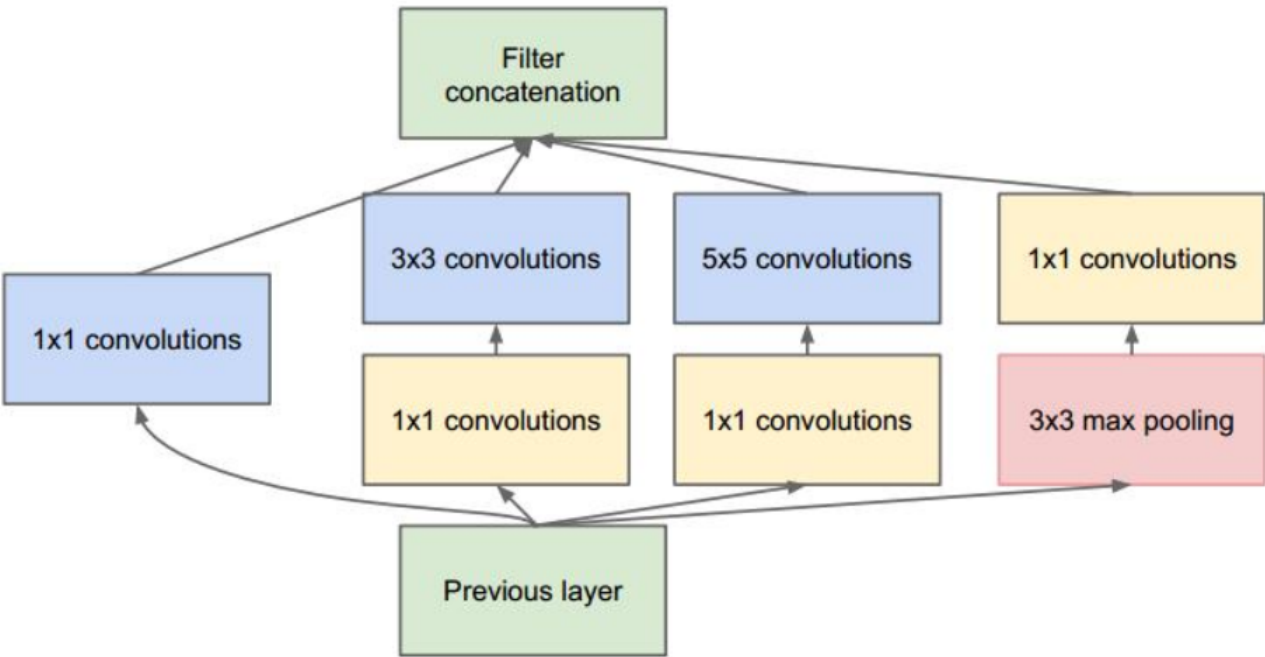 Filter
concatenation
3x3 convolutions
5x5 convolutions
1x1 convolutions
1x1 convolutions
1x1 convolutions
1x1 convolutions
3x3 max pooling
Previous layer